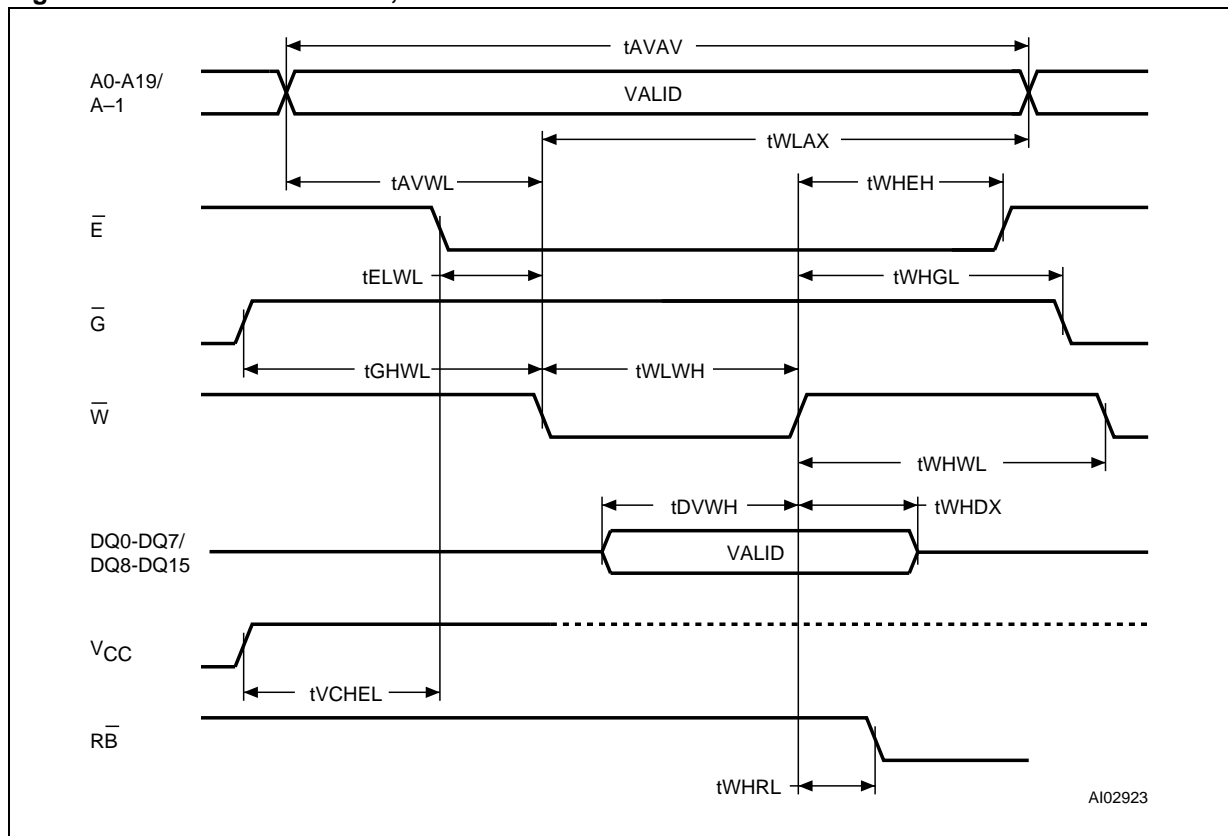 tAVAV
A0-A19/
A–1
VALID
tWLAX
tAVWL
tWHEH
E̅
tELWL
tWHGL
G̅
tGHWL
tWLWH
W̅
tWHWL
tDVWH
tWHDX
DQ0-DQ7/
DQ8-DQ15
VALID
VCC
tVCHEL
RB̅
tWHRL
AI02923